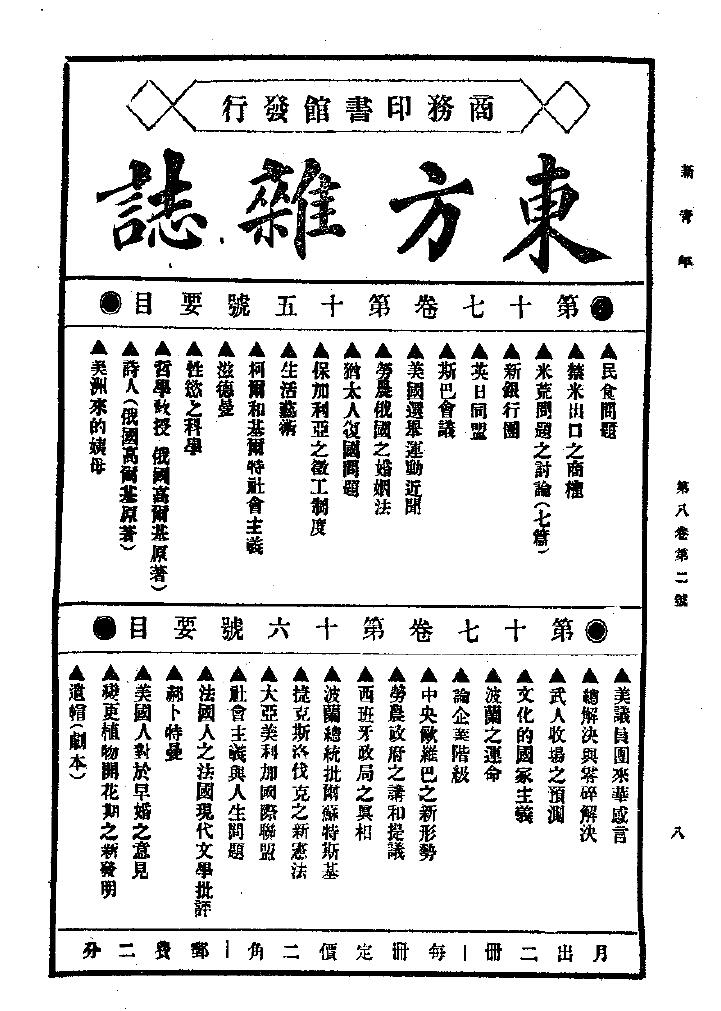 新青年
第八卷第二號
八
商務印書館發行
東方雜誌
第十七卷第十五號要目
▲民食問題
▲禁米出口之商榷
▲米荒問題之討論(七篇)
▲新銀行團
▲英日同盟
▲斯巴會議
▲美國選舉運動近聞
▲勞農俄國之婚姻法
▲猶太人復國問題
▲保加利亞之徵工制度
▲生活藝術
▲柯爾和基爾特社會主義
▲滋德曼
▲性慾之科學
▲哲學敎授 俄國高爾基原著)
▲詩人(俄國高爾基原著)
▲美洲來的姨母
第十七卷第十六號要目
▲美議員團來華感言
▲總解決與零碎解決
▲武人收場之預測
▲文化的國家主義
▲波蘭之運命
▲論企業階級
▲中央歐羅巴之新形勢
▲勞農政府之講和提議
▲西班牙政局之眞相
▲波蘭總統批爾蘇特斯基
▲捷克斯洛伐克之新憲法
▲大亞美利加國際聯盟
▲社會主義與人生問題
▲法國人之法國現代文學批評
▲郝卜特曼
▲美國人對於早婚之意見
▲變更植物開花期之新發明
▲遺帽(劇本)
月出二冊|每冊定價二角|郵費二分